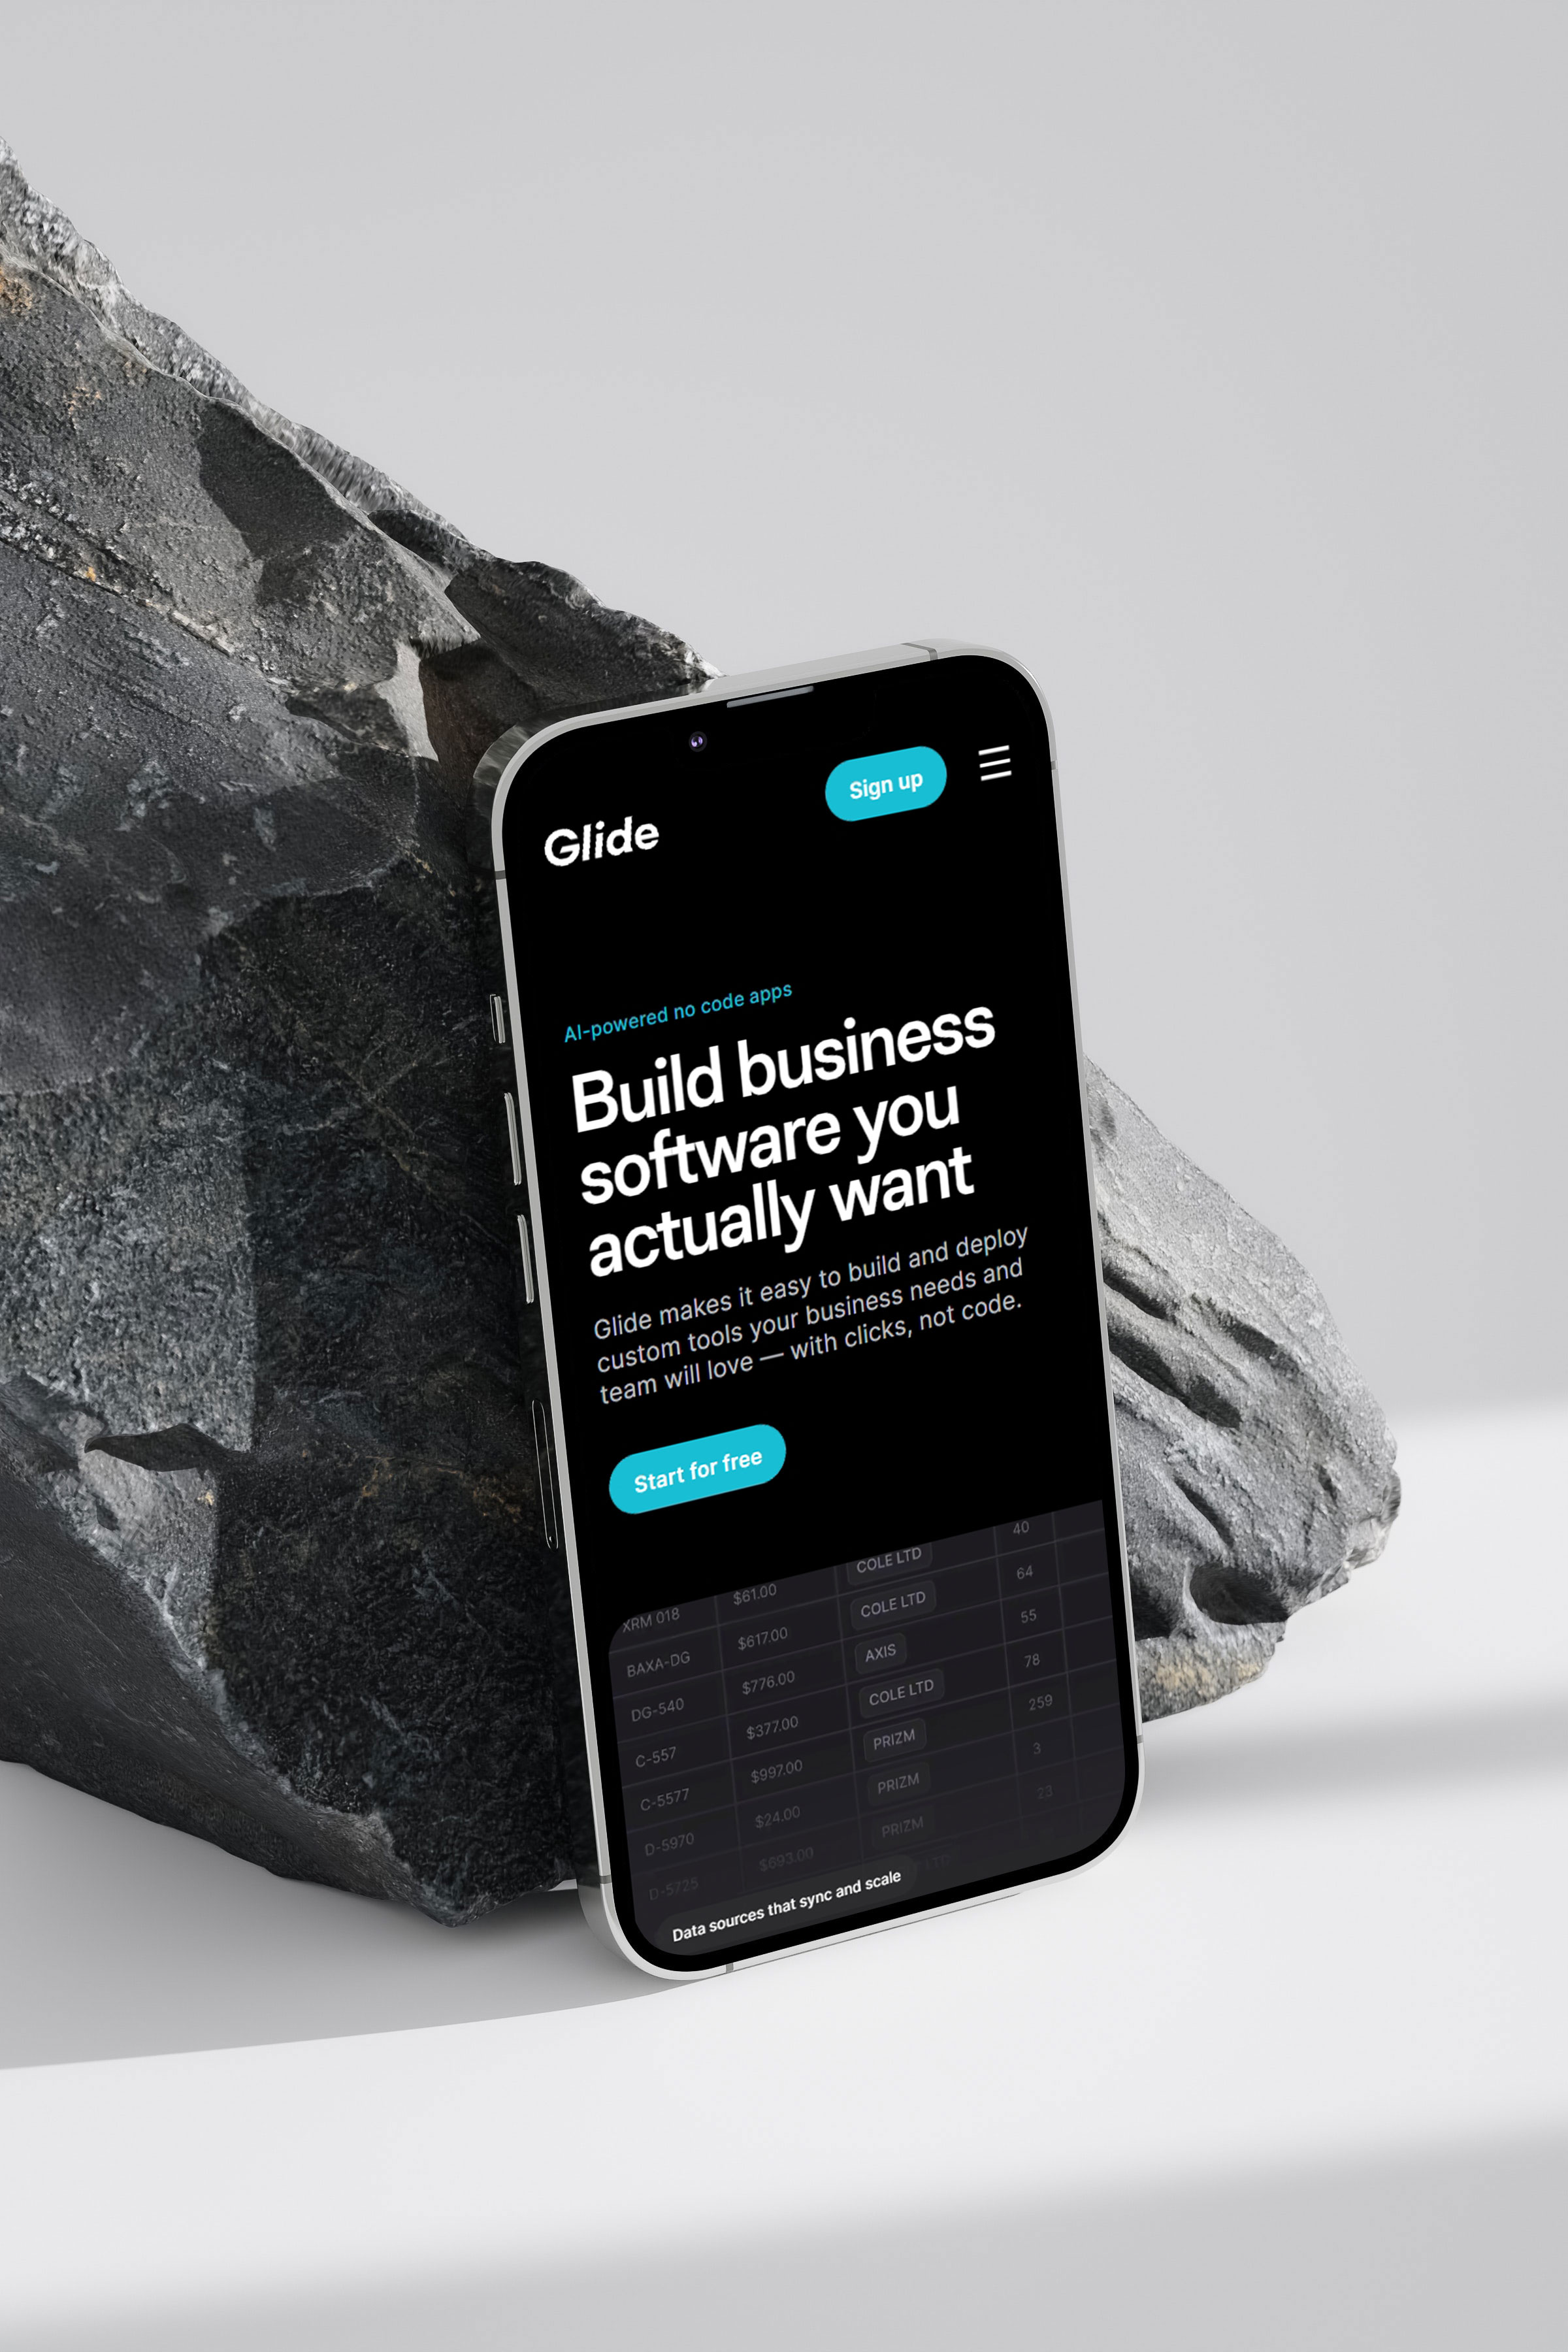 Glide
Sign up
AI-powered no code apps
Build business
software you
actually want
Glide makes it easy to build and deploy
custom tools your business needs and
team will love — with clicks, not code.
Start for free
XRM 018 $61.00 COLE LTD 40
BAXA-DG $617.00 COLE LTD 64
DG-540 $776.00 AXIS 55
C-557 $377.00 COLE LTD 78
C-5577 $997.00 PRIZM 259
D-5970 $24.00 PRIZM 3
D-5725 $693.00 PRIZM 23
LTD
Data sources that sync and scale